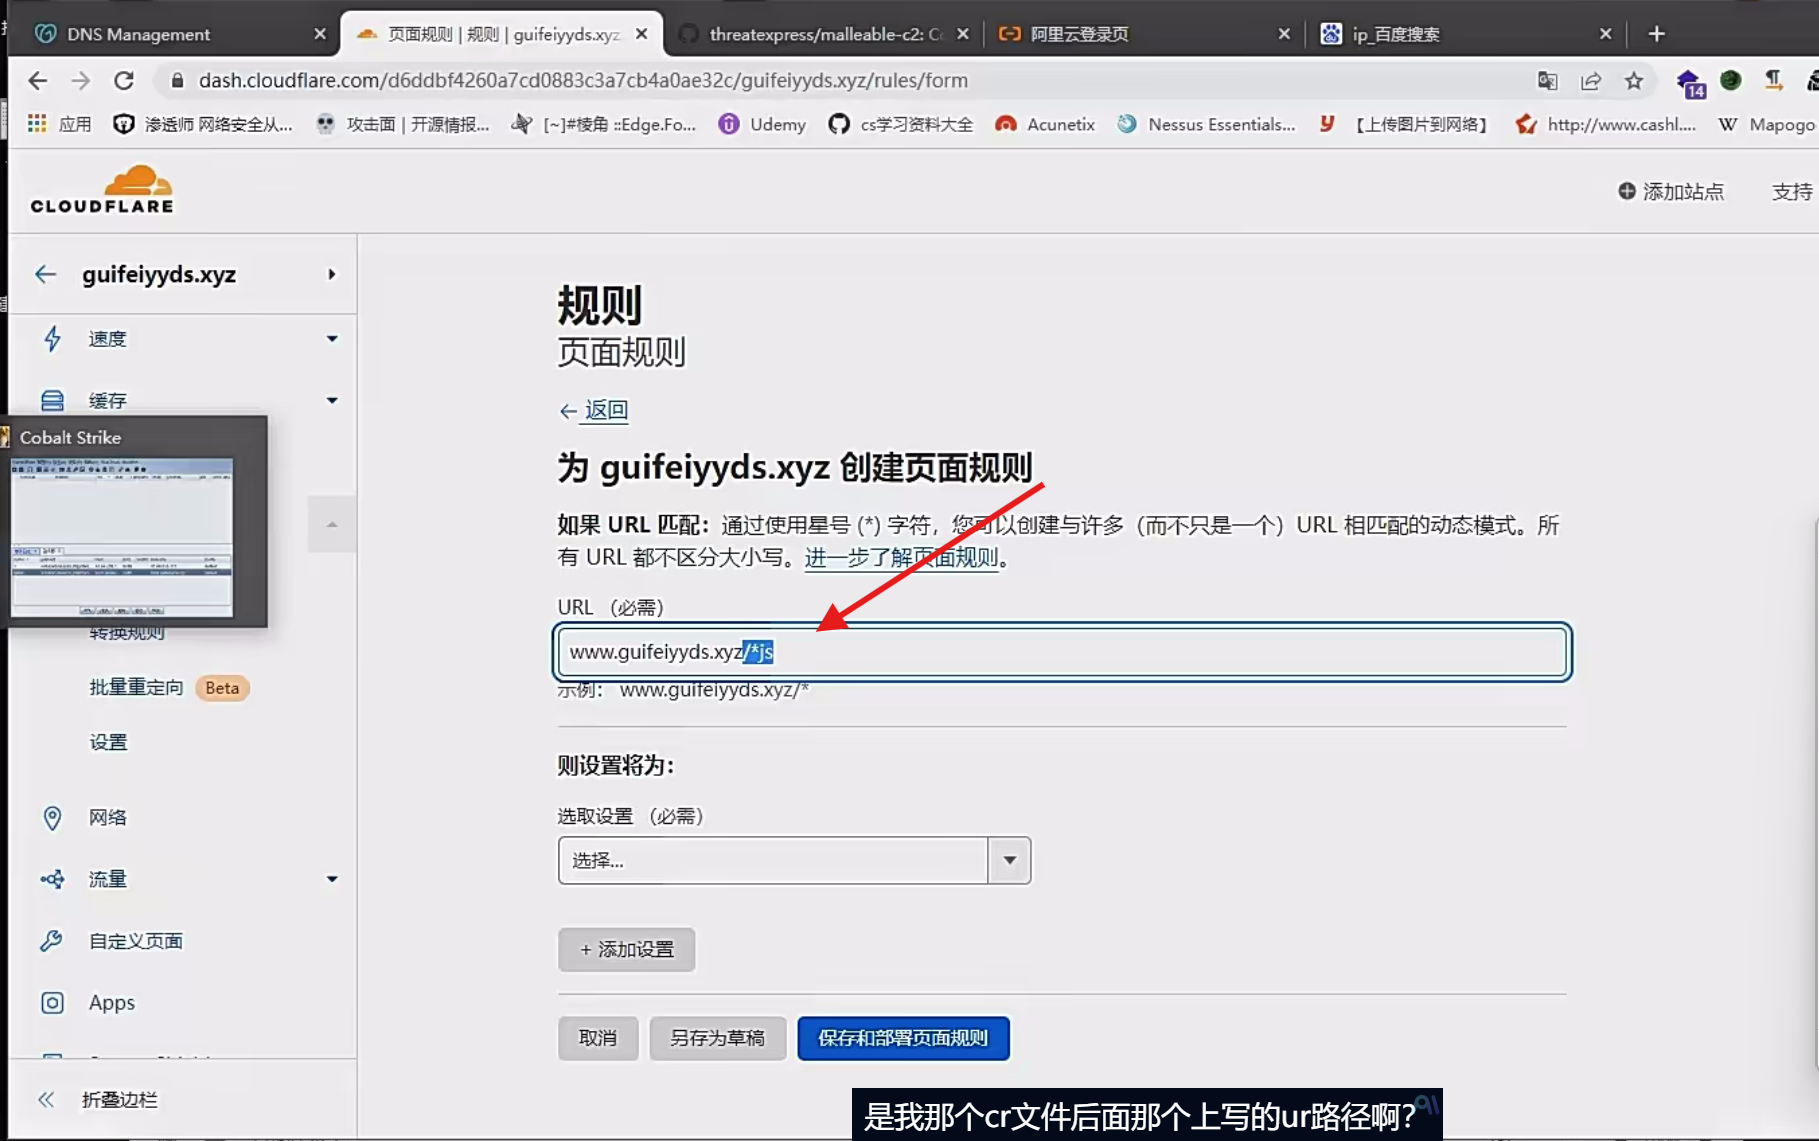 DNS Management
页面规则 | 规则 | guifeiyyds.xyz
threatexpress/malleable-c2: C
阿里云登录页
ip_百度搜索
dash.cloudflare.com/d6ddbf4260a7cd0883c3a7cb4a0ae32c/guifeiyyds.xyz/rules/form
14
应用
渗透师 网络安全从...
攻击面 | 开源情报...
[~]#棱角 ::Edge.Fo...
Udemy
cs学习资料大全
Acunetix
Nessus Essentials...
【上传图片到网络】
http://www.cashl....
Mapogo
CLOUDFLARE
添加站点
支持
guifeiyyds.xyz
速度
缓存
Cobalt Strike
转换规则
批量重定向 Beta
设置
网络
流量
自定义页面
Apps
折叠边栏
规则
页面规则
← 返回
为 guifeiyyds.xyz 创建页面规则
如果 URL 匹配：通过使用星号 (*) 字符，您可以创建与许多（而不只是一个）URL 相匹配的动态模式。所
有 URL 都不区分大小写。进一步了解页面规则。
URL （必需）
www.guifeiyyds.xyz/*js
示例： www.guifeiyyds.xyz/*
则设置将为：
选取设置 （必需）
选择...
+ 添加设置
取消
另存为草稿
保存和部署页面规则
是我那个cr文件后面那个上写的ur路径啊?